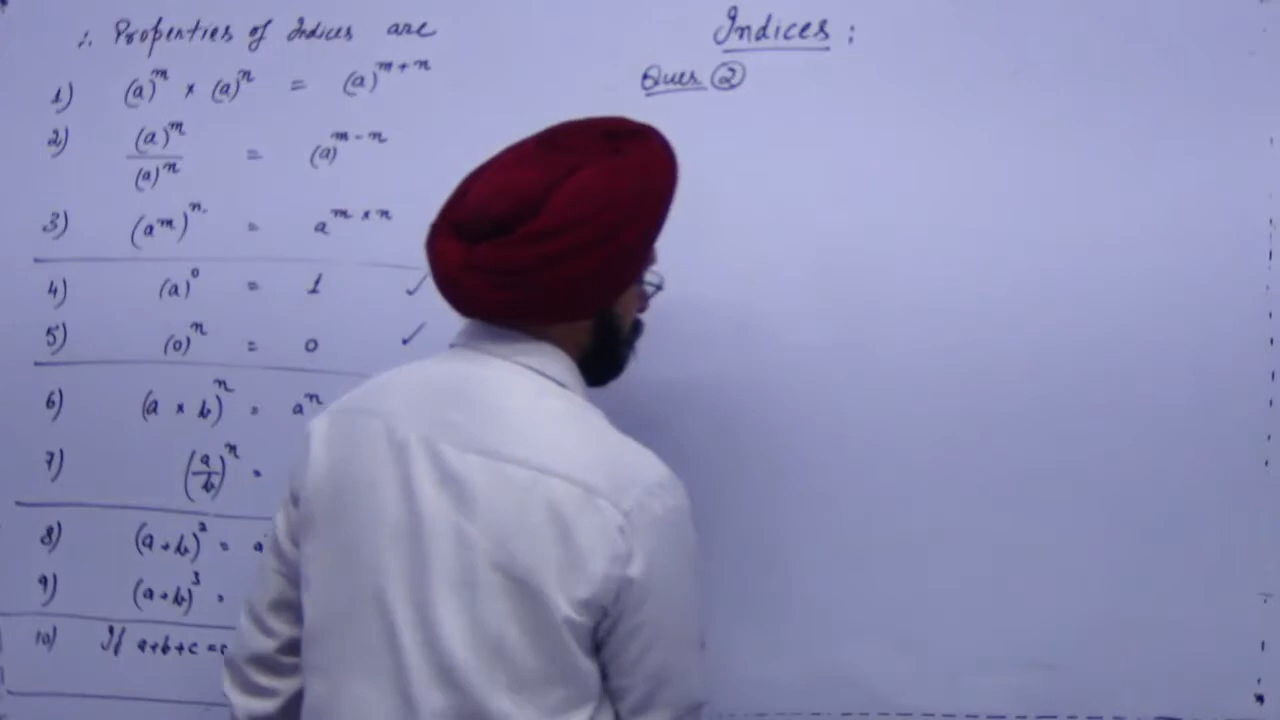 ∴ Properties of Indices are
1) (a)^m × (a)^n = (a)^{m+n}
2) (a)^m / (a)^n = (a)^{m-n}
3) (a^m)^n = a^{m×n}
4) (a)^0 = 1 ✓
5) (0)^n = 0 ✓
6) (a × b)^n = a^n
7) (a/b)^n =
8) (a+b)^2 = a
9) (a+b)^3 =
10) If a+b+c =
Indices :
Ques ②